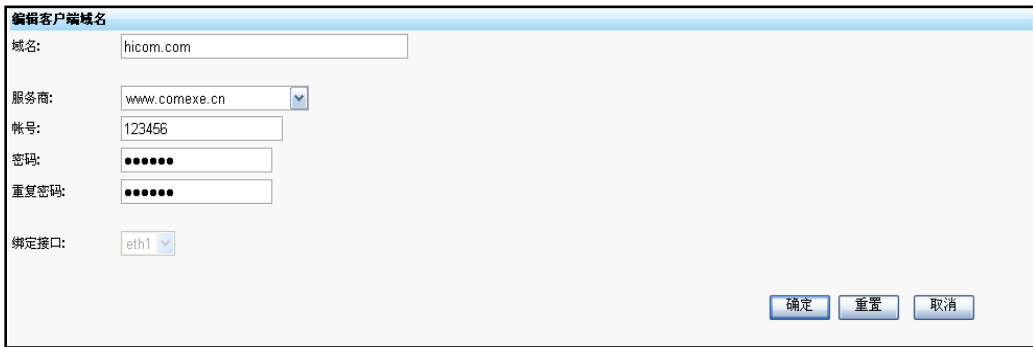 编辑客户端域名
域名: hicom.com
服务商: www.comexe.cn
帐号: 123456
密码: ●●●●●●
重复密码: ●●●●●●
绑定接口: eth1
确定 重置 取消